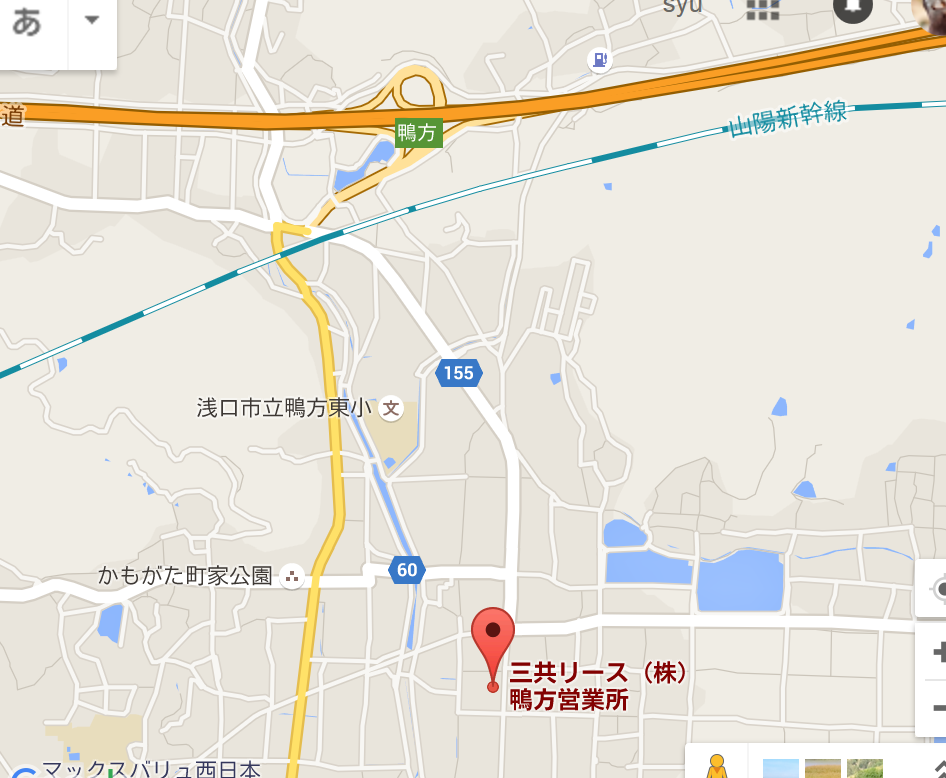 あ
syu
道
鴨方
山陽新幹線
155
浅口市立鴨方東小
文
60
かもがた町家公園
三共リース（株）
鴨方営業所
マックスバリュ西日本